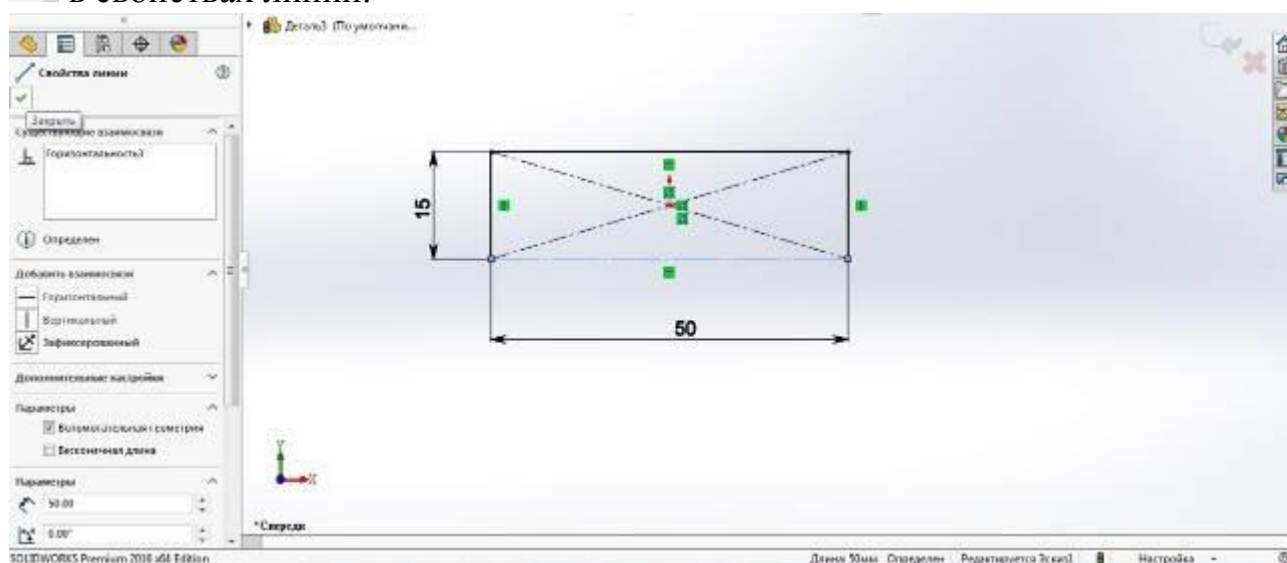 в свойствах линии.
Деталь3 (По умолчани...
Свойства линии
Закрыть
Существующие взаимосвязи
Горизонтальность3
Определен
Добавить взаимосвязи
Горизонтальный
Вертикальный
Зафиксированный
Дополнительные настройки
Параметры
Вспомогательная геометрия
Бесконечная длина
Параметры
50.00
0.00°
15
50
Y
X
*Спереди
SOLIDWORKS Premium 2016 x64 Edition
Длина: 50мм Определен Редактируется Эскиз1 Настройка